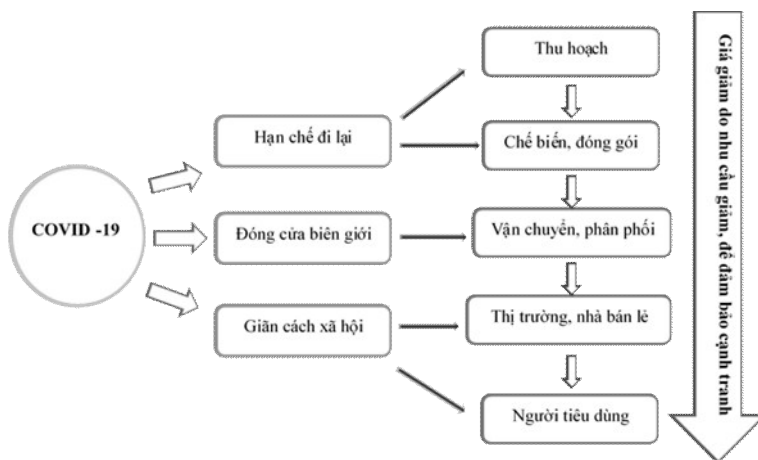 COVID -19
Hạn chế đi lại
Đóng cửa biên giới
Giãn cách xã hội
Thu hoạch
Chế biến, đóng gói
Vận chuyển, phân phối
Thị trường, nhà bán lẻ
Người tiêu dùng
Giá giảm do nhu cầu giảm, để đảm bảo cạnh tranh